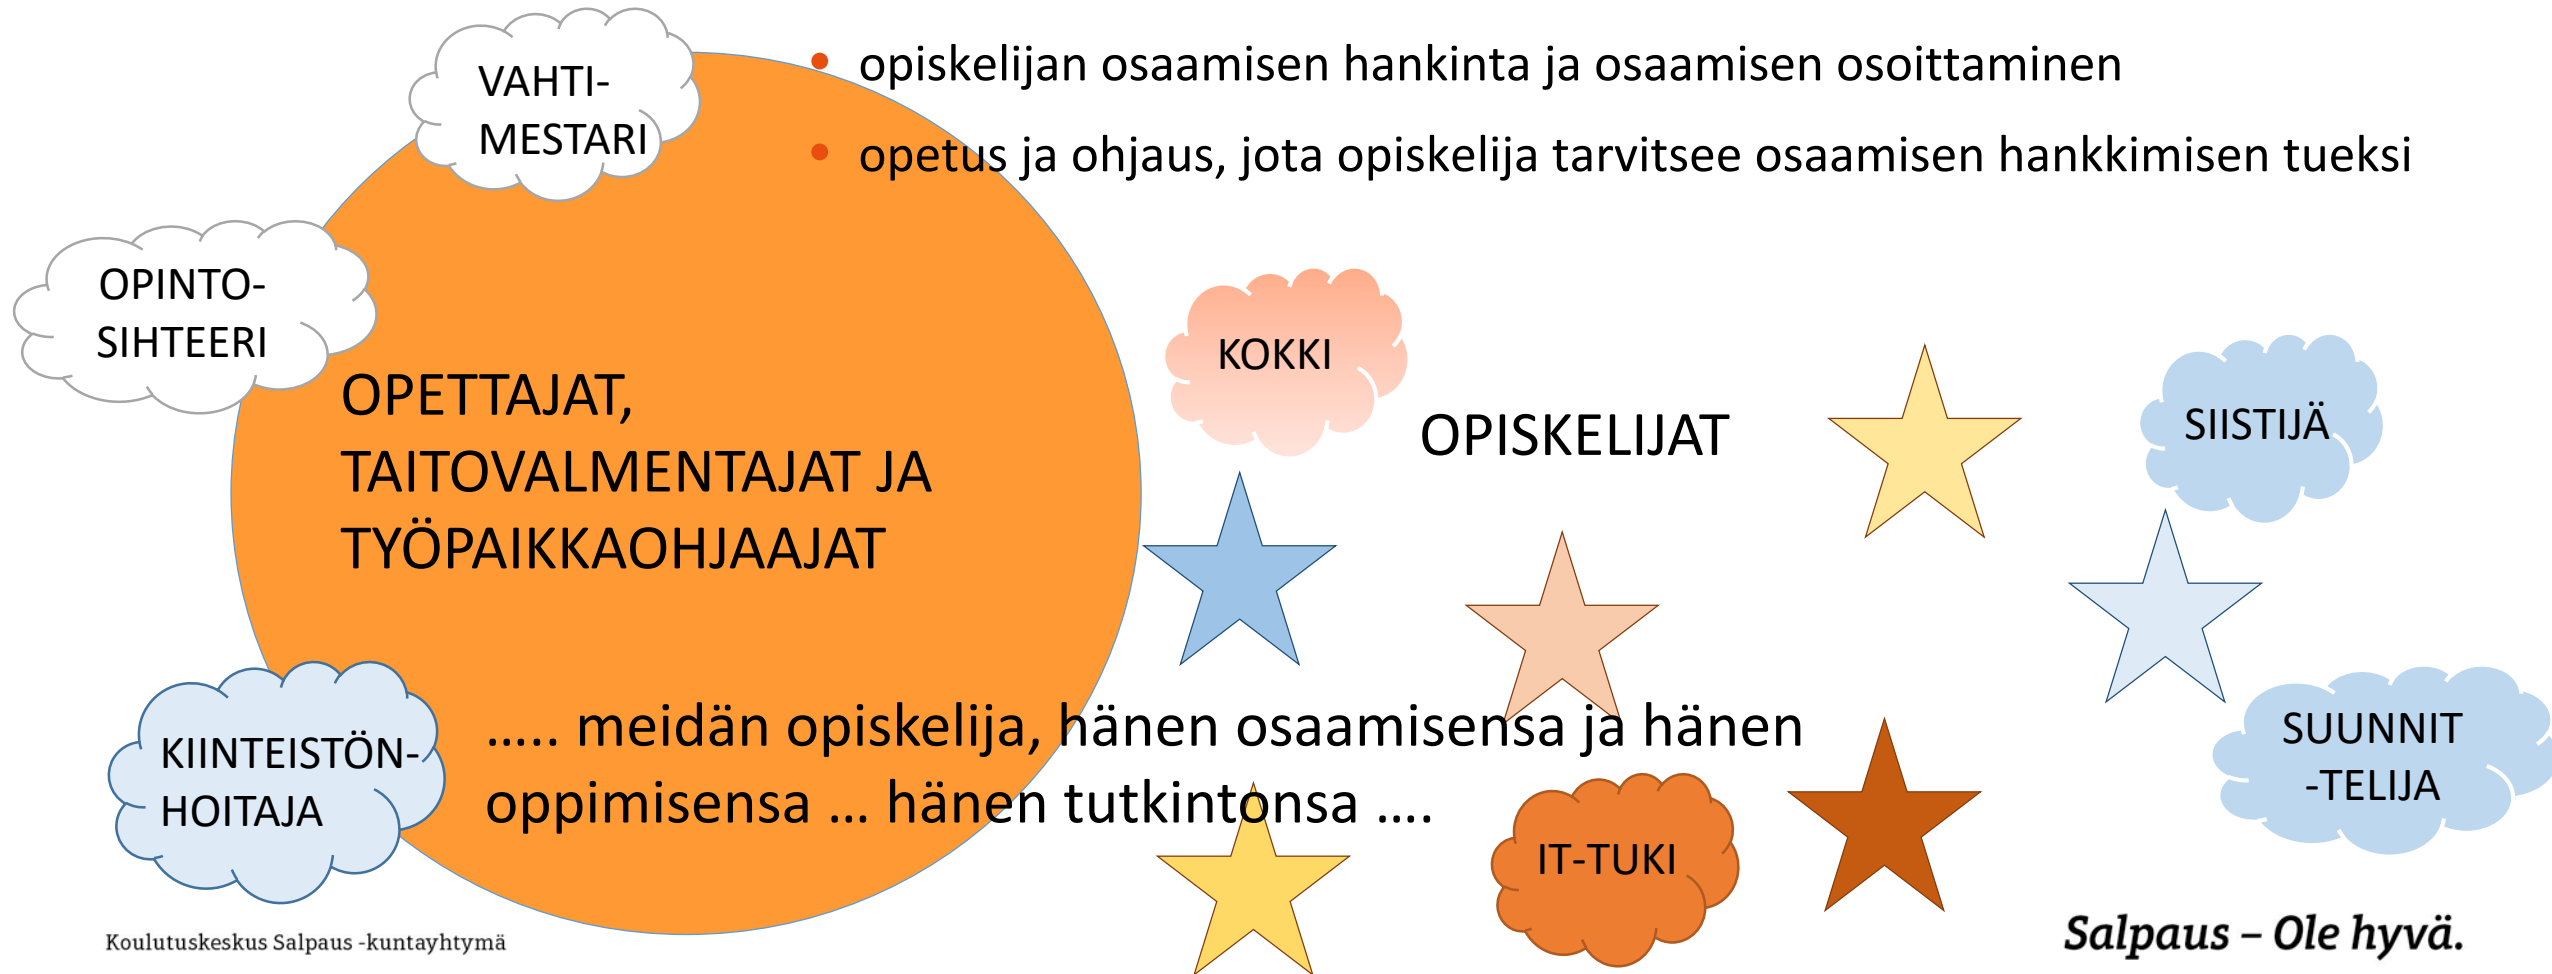 • opiskelijan osaamisen hankinta ja osaamisen osoittaminen
• opetus ja ohjaus, jota opiskelija tarvitsee osaamisen hankkimisen tueksi
VAHTI-
MESTARI
OPINTO-
SIHTEERI
OPETTAJAT,
TAITOVALMENTAJAT JA
TYÖPAIKKAOHJAAJAT
KOKKI
OPISKELIJAT
SIISTIJÄ
KIINTEISTÖN-
HOITAJA
..... meidän opiskelija, hänen osaamisensa ja hänen
oppimisensa ... hänen tutkintonsa ....
IT-TUKI
SUUNNIT
-TELIJA
Koulutuskeskus Salpaus -kuntayhtymä
Salpaus – Ole hyvä.